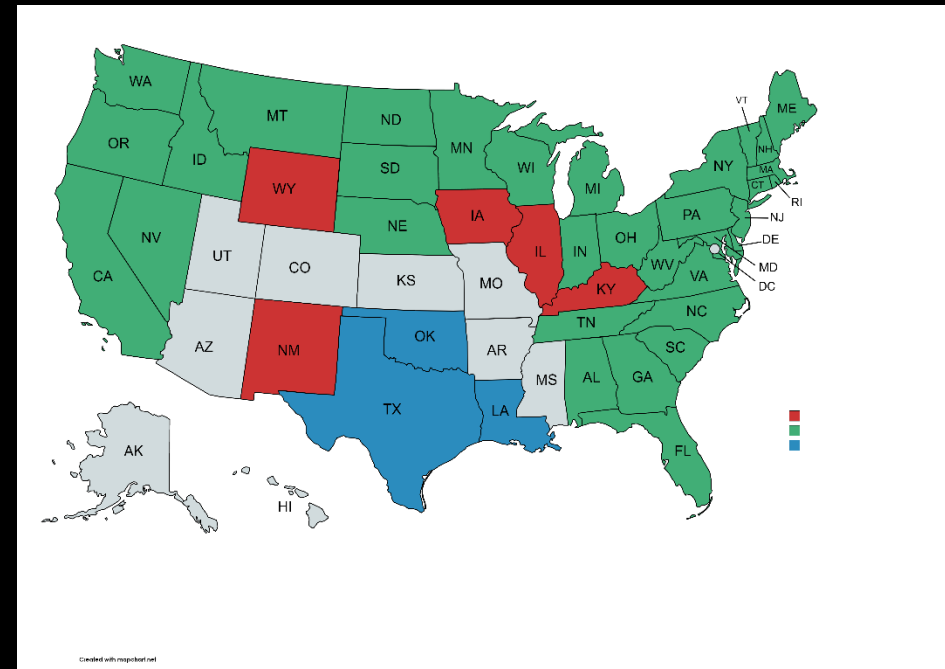 WA
MT
ND
MN
OR
ID
SD
WI
MI
VT
ME
NH
NY
MA
CT
RI
WY
NE
IA
PA
NJ
NV
UT
CO
IL
IN
OH
DE
CA
KS
MO
KY
WV
VA
MD
DC
AZ
NM
OK
AR
TN
NC
SC
TX
LA
MS
AL
GA
FL
AK
HI
Created with mapchart.net